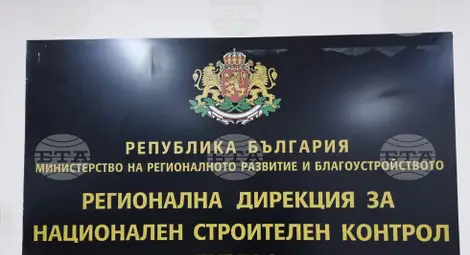 РЕПУБЛИКА БЪЛГАРИЯ
МИНИСТЕРСТВО НА РЕГИОНАЛНОТО РАЗВИТИЕ И БЛАГОУСТРОЙСТВОТО
РЕГИОНАЛНА ДИРЕКЦИЯ ЗА
НАЦИОНАЛЕН СТРОИТЕЛЕН КОНТРОЛ